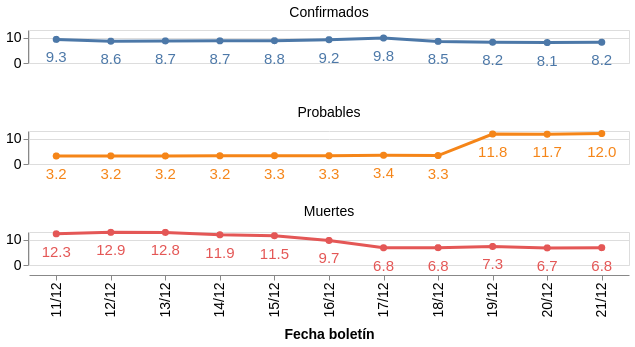 Confirmados
10
0
9.3 8.6 8.7 8.7 8.8 9.2 9.8 8.5 8.2 8.1 8.2
Probables
10
0
3.2 3.2 3.2 3.2 3.3 3.3 3.4 3.3 11.8 11.7 12.0
Muertes
10
0
12.3 12.9 12.8 11.9 11.5 9.7 6.8 6.8 7.3 6.7 6.8
11/12 12/12 13/12 14/12 15/12 16/12 17/12 18/12 19/12 20/12 21/12
Fecha boletín